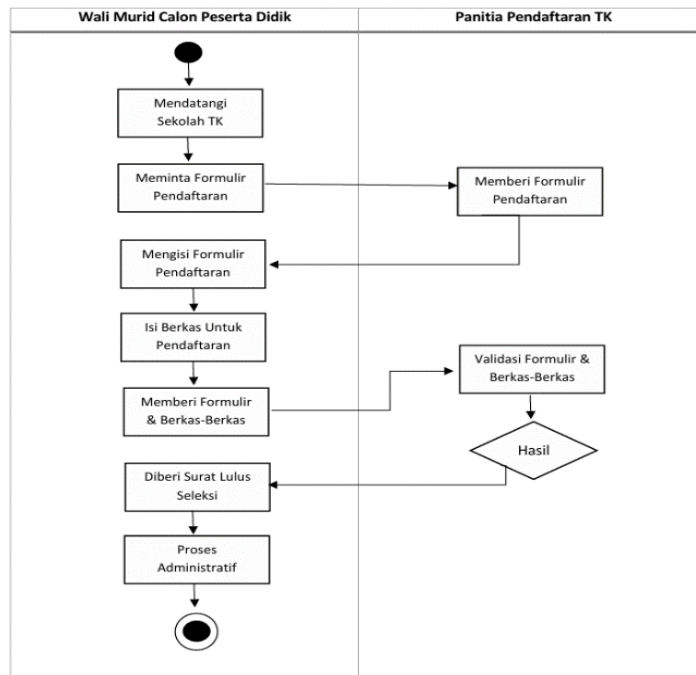 Wali Murid Calon Peserta Didik
Panitia Pendaftaran TK
Mendatangi
Sekolah TK
Meminta Formulir
Pendaftaran
Memberi Formulir
Pendaftaran
Mengisi Formulir
Pendaftaran
Isi Berkas Untuk
Pendaftaran
Memberi Formulir
& Berkas-Berkas
Validasi Formulir &
Berkas-Berkas
Hasil
Diberi Surat Lulus
Seleksi
Proses
Administratif